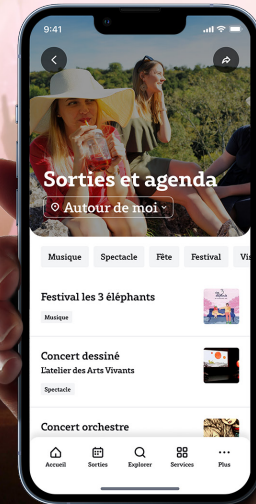 9:41
Sorties et agenda
Autour de moi
Musique Spectacle Fête Festival
Festival les 3 éléphants
Musique
Concert dessiné
L'atelier des Arts Vivants
Spectacle
Concert orchestre
Accueil Sorties Explorer Services Plus